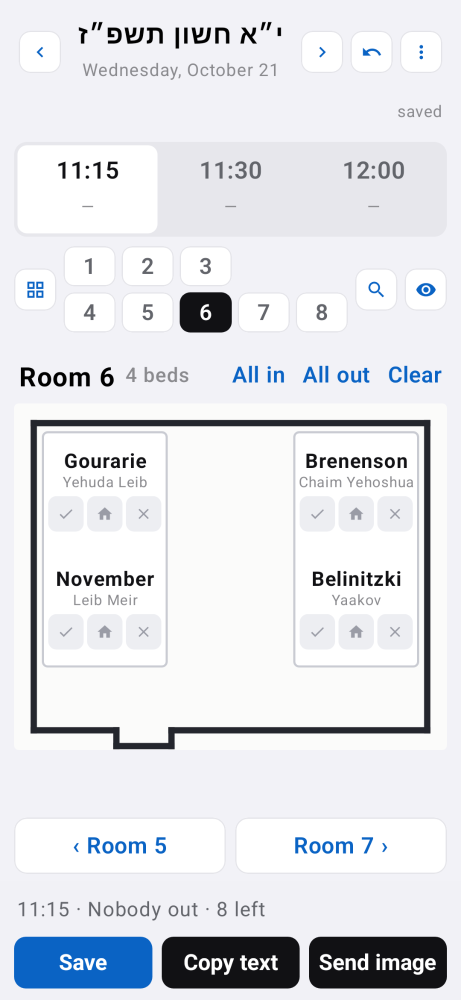 י״א חשון תשפ״ז
Wednesday, October 21
saved
11:15 11:30 12:00
– – –
1 2 3
4 5 6 7 8
Room 6 4 beds All in All out Clear
Gourarie
Yehuda Leib
Brenenson
Chaim Yehoshua
November
Leib Meir
Belinitzki
Yaakov
‹ Room 5 Room 7 ›
11:15 · Nobody out · 8 left
Save Copy text Send image